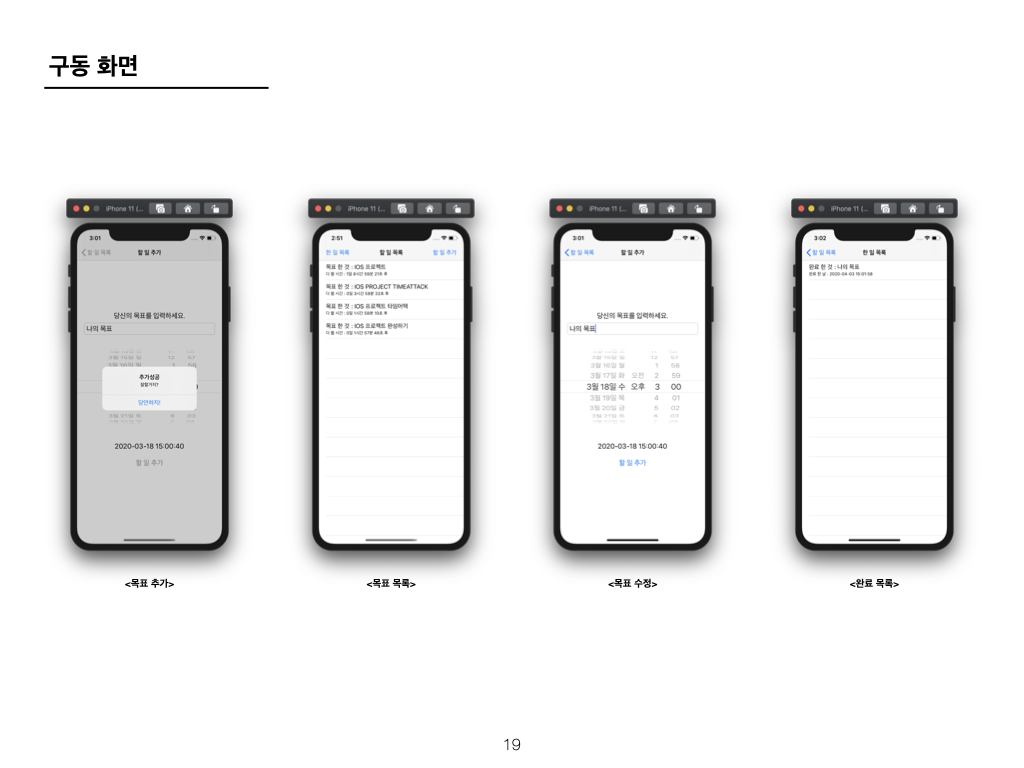 구동 화면
iPhone 11 (...
3:01
할 일 목록
할 일 추가
당신의 목표를 입력하세요.
나의 목표
추가성공
잘할거지?
당연하지!
2020-03-18 15:00:40
할 일 추가
<목표 추가>
iPhone 11 (...
2:51
한 일 목록
할 일 목록
할 일 추가
목표 한 것 : IOS 프로젝트
목표 한 것 : IOS PROJECT TIMEATTACK
목표 한 것 : IOS 프로젝트 타임어택
목표 한 것 : IOS 프로젝트 완성하기
<목표 목록>
iPhone 11 (...
3:01
할 일 목록
할 일 추가
당신의 목표를 입력하세요.
나의 목표
3월 16일 월 1 58
3월 17일 화 오전 2 59
3월 18일 수 오후 3 00
3월 19일 목 4 01
3월 20일 금 5 02
2020-03-18 15:00:40
할 일 추가
<목표 수정>
iPhone 11 (...
3:02
할 일 목록
한 일 목록
완료 한 것 : 나의 목표
완료 한 날 : 2020-04-03 15:01:58
<완료 목록>
19